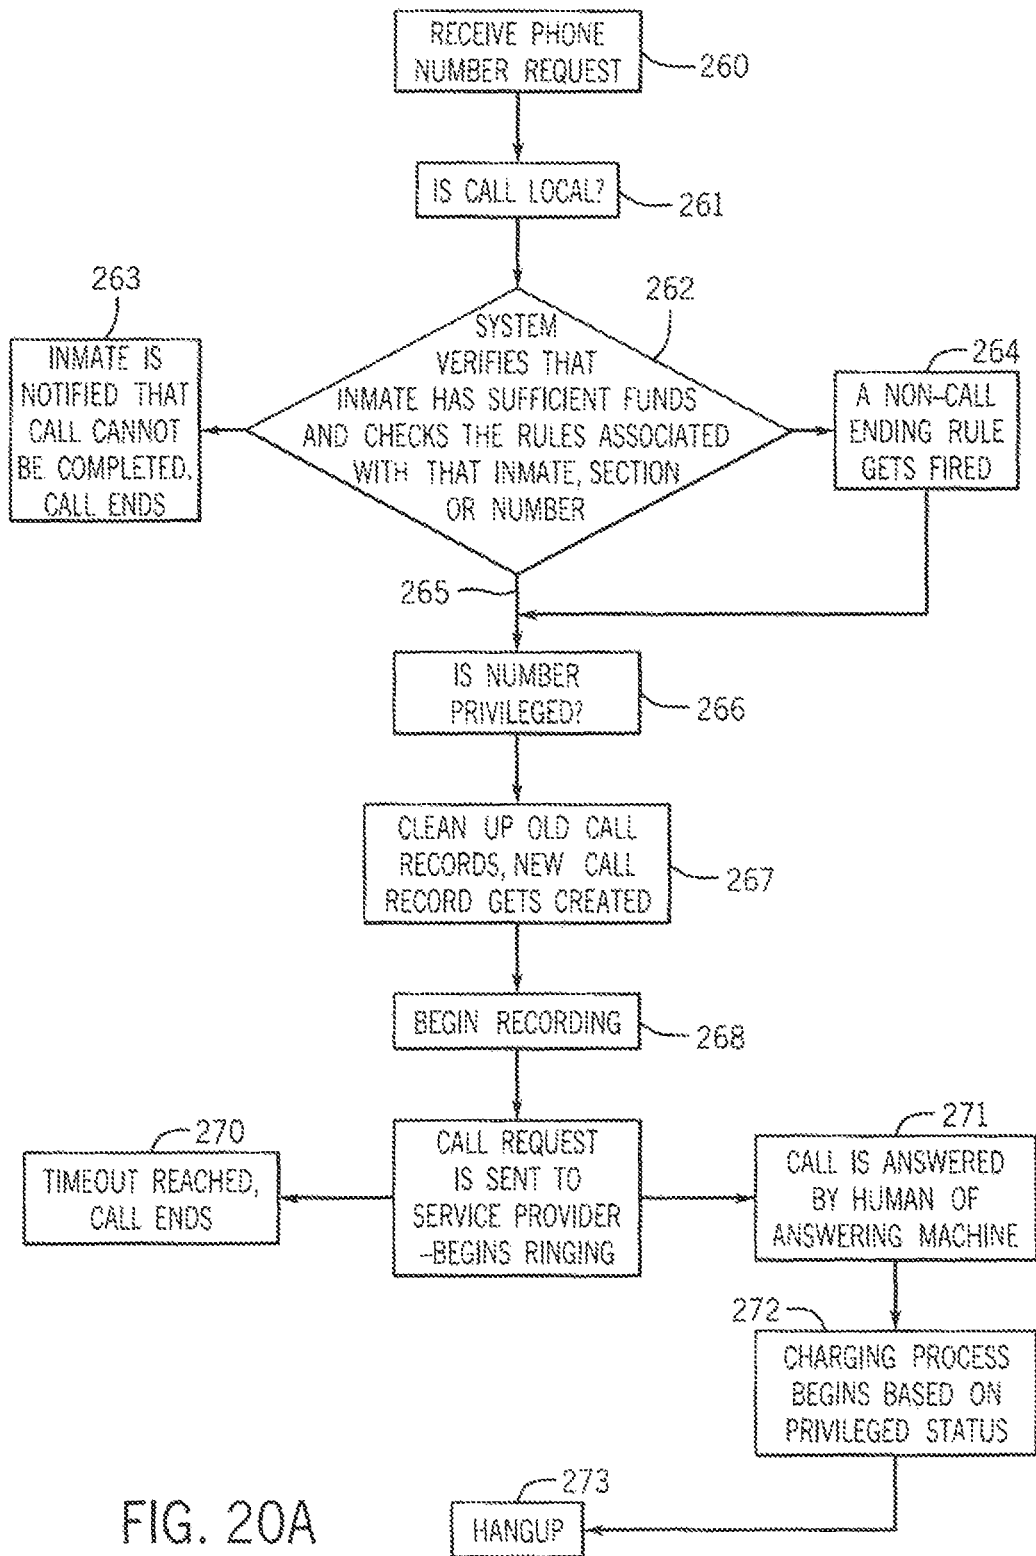 RECEIVE PHONE
NUMBER REQUEST
260
IS CALL LOCAL?
261
263
INMATE IS
NOTIFIED THAT
CALL CANNOT
BE COMPLETED,
CALL ENDS
262
SYSTEM
VERIFIES THAT
INMATE HAS SUFFICIENT FUNDS
AND CHECKS THE RULES ASSOCIATED
WITH THAT INMATE, SECTION
OR NUMBER
264
A NON-CALL
ENDING RULE
GETS FIRED
265
IS NUMBER
PRIVILEGED?
266
CLEAN UP OLD CALL
RECORDS, NEW CALL
RECORD GETS CREATED
267
BEGIN RECORDING
268
270
TIMEOUT REACHED,
CALL ENDS
CALL REQUEST
IS SENT TO
SERVICE PROVIDER
-BEGINS RINGING
271
CALL IS ANSWERED
BY HUMAN OF
ANSWERING MACHINE
272
CHARGING PROCESS
BEGINS BASED ON
PRIVILEGED STATUS
273
HANGUP
FIG. 20A